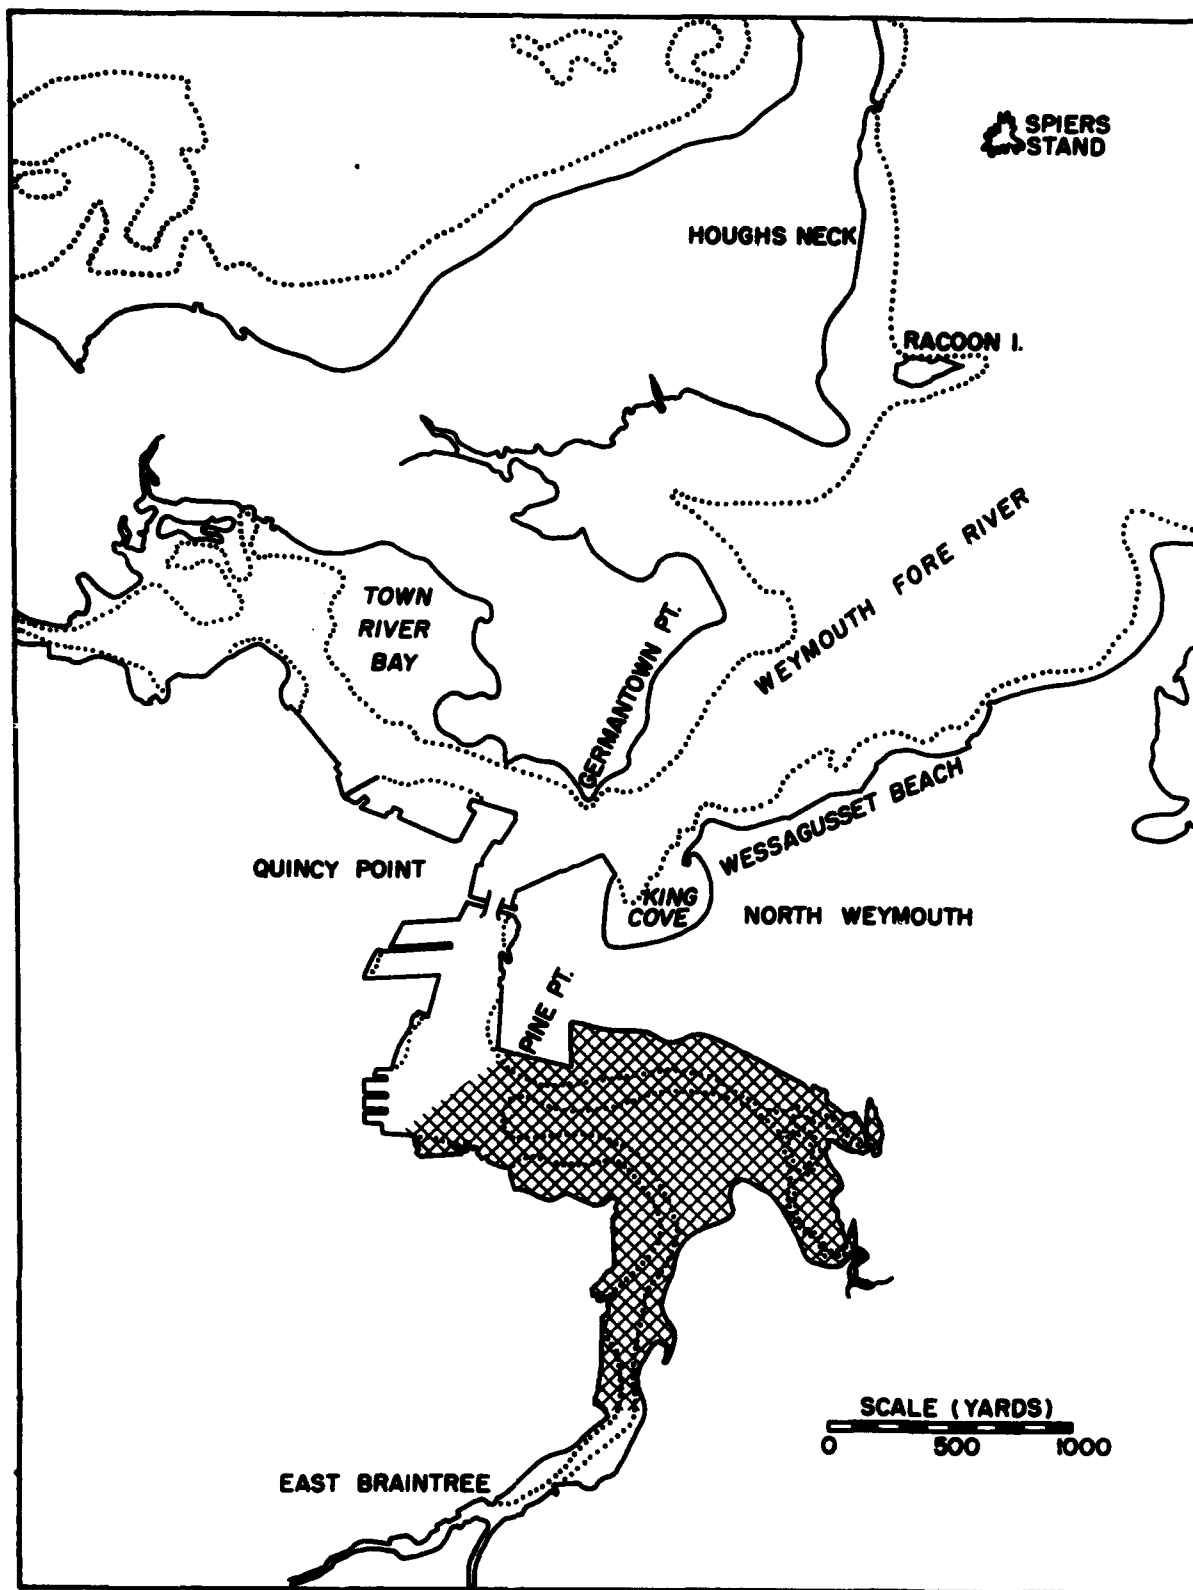 SPIERS
STAND
HOUGHS NECK
RACOON I.
WEYMOUTH FORE RIVER
TOWN
RIVER
BAY
GERMANTOWN PT.
WESSAGUSSET BEACH
QUINCY POINT
KING
COVE
NORTH WEYMOUTH
PINE PT.
SCALE (YARDS)
0 500 1000
EAST BRAINTREE